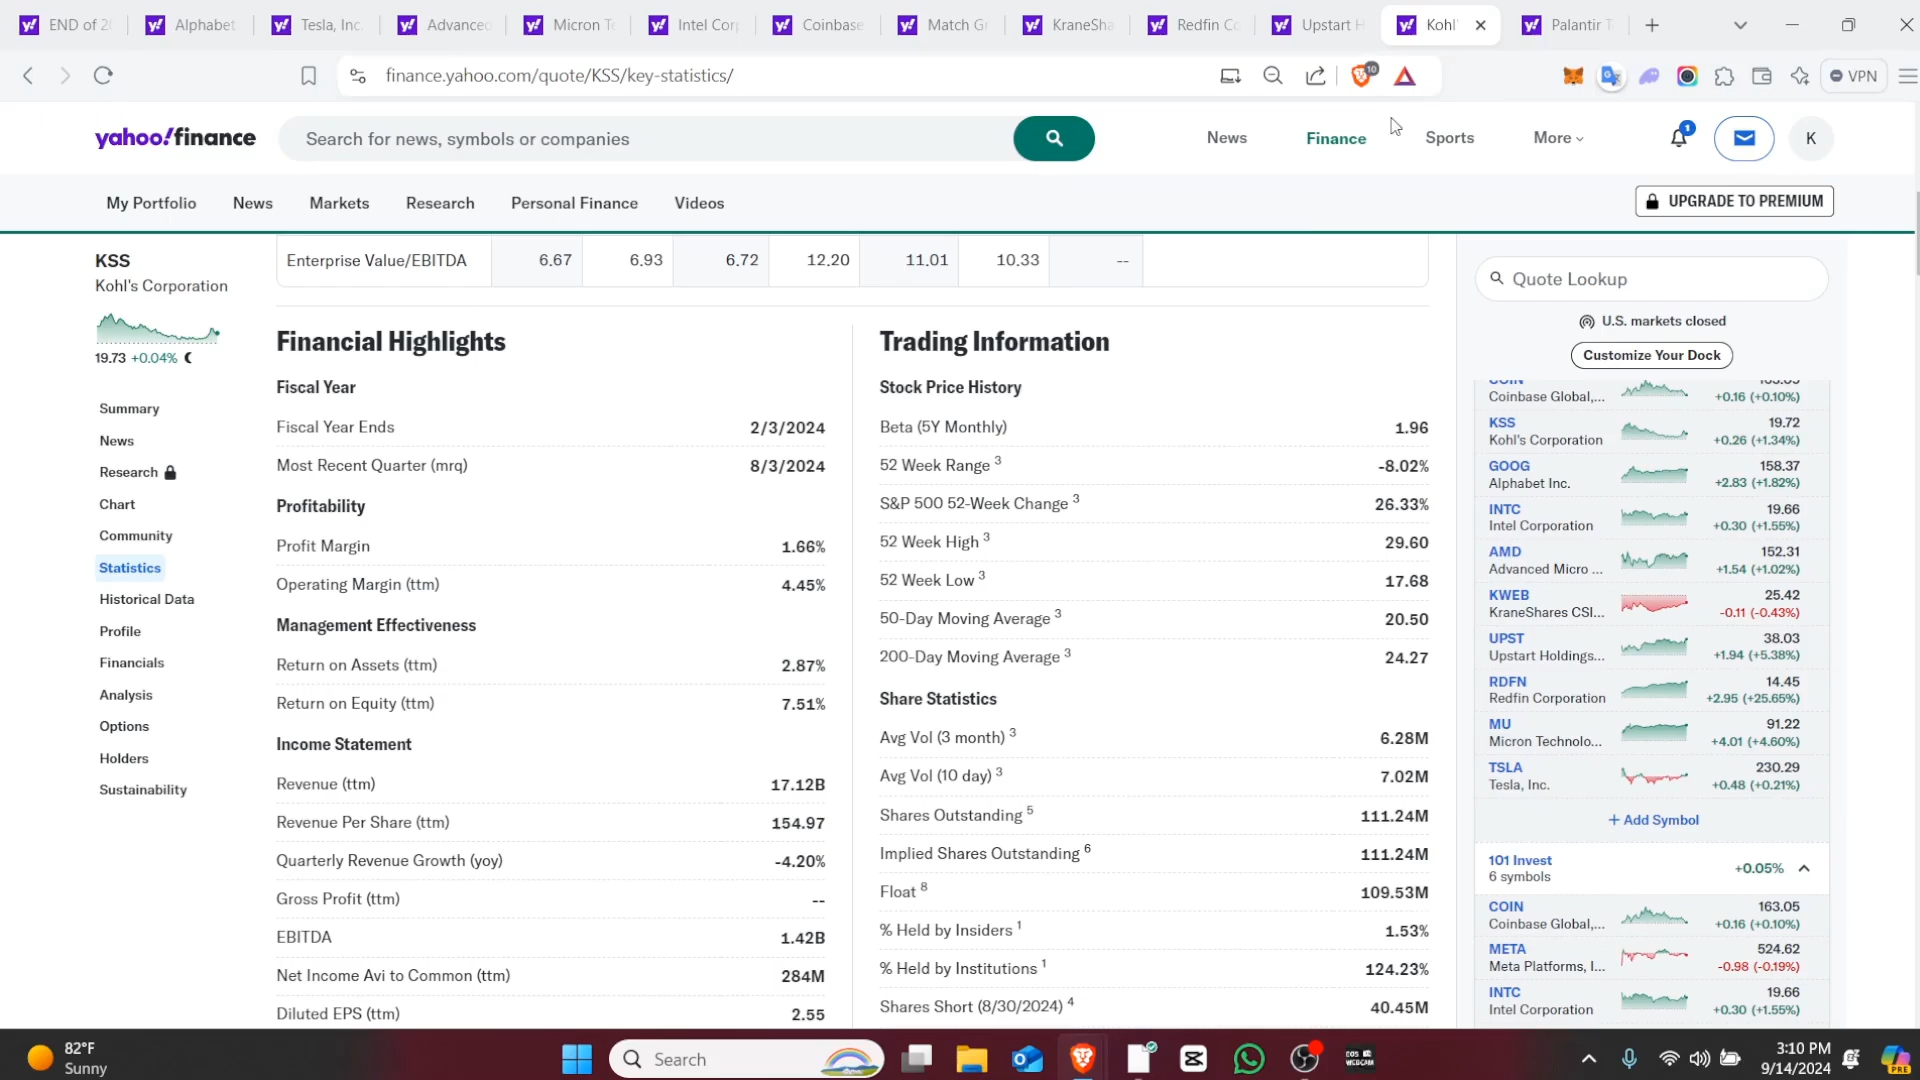 END of 2
Alphabet
Tesla, Inc.
Advanced
Micron Te
Intel Corp
Coinbase
Match Gr
KraneSha
Redfin Co
Upstart H
Kohl'
Palantir T
finance.yahoo.com/quote/KSS/key-statistics/
10
VPN
yahoo!finance
Search for news, symbols or companies
News
Finance
Sports
More
1
K
My Portfolio
News
Markets
Research
Personal Finance
Videos
UPGRADE TO PREMIUM
KSS
Kohl's Corporation
19.73 +0.04%
Summary
News
Research
Chart
Community
Statistics
Historical Data
Profile
Financials
Analysis
Options
Holders
Sustainability
Enterprise Value/EBITDA 6.67 6.93 6.72 12.20 11.01 10.33 --
Financial Highlights
Fiscal Year
Fiscal Year Ends 2/3/2024
Most Recent Quarter (mrq) 8/3/2024
Profitability
Profit Margin 1.66%
Operating Margin (ttm) 4.45%
Management Effectiveness
Return on Assets (ttm) 2.87%
Return on Equity (ttm) 7.51%
Income Statement
Revenue (ttm) 17.12B
Revenue Per Share (ttm) 154.97
Quarterly Revenue Growth (yoy) -4.20%
Gross Profit (ttm) --
EBITDA 1.42B
Net Income Avi to Common (ttm) 284M
Diluted EPS (ttm) 2.55
Trading Information
Stock Price History
Beta (5Y Monthly) 1.96
52 Week Range 3 -8.02%
S&P 500 52-Week Change 3 26.33%
52 Week High 3 29.60
52 Week Low 3 17.68
50-Day Moving Average 3 20.50
200-Day Moving Average 3 24.27
Share Statistics
Avg Vol (3 month) 3 6.28M
Avg Vol (10 day) 3 7.02M
Shares Outstanding 5 111.24M
Implied Shares Outstanding 6 111.24M
Float 8 109.53M
% Held by Insiders 1 1.53%
% Held by Institutions 1 124.23%
Shares Short (8/30/2024) 4 40.45M
Quote Lookup
U.S. markets closed
Customize Your Dock
COIN 163.05
Coinbase Global,... +0.16 (+0.10%)
KSS 19.72
Kohl's Corporation +0.26 (+1.34%)
GOOG 158.37
Alphabet Inc. +2.83 (+1.82%)
INTC 19.66
Intel Corporation +0.30 (+1.55%)
AMD 152.31
Advanced Micro ... +1.54 (+1.02%)
KWEB 25.42
KraneShares CSI... -0.11 (-0.43%)
UPST 38.03
Upstart Holdings... +1.94 (+5.38%)
RDFN 14.45
Redfin Corporation +2.95 (+25.65%)
MU 91.22
Micron Technolo... +4.01 (+4.60%)
TSLA 230.29
Tesla, Inc. +0.48 (+0.21%)
+ Add Symbol
101 Invest +0.05%
6 symbols
COIN 163.05
Coinbase Global,... +0.16 (+0.10%)
META 524.62
Meta Platforms, I... -0.98 (-0.19%)
INTC 19.66
Intel Corporation +0.30 (+1.55%)
82°F
Sunny
Search
EOS
WEBCAM
3:10 PM
9/14/2024
PRE